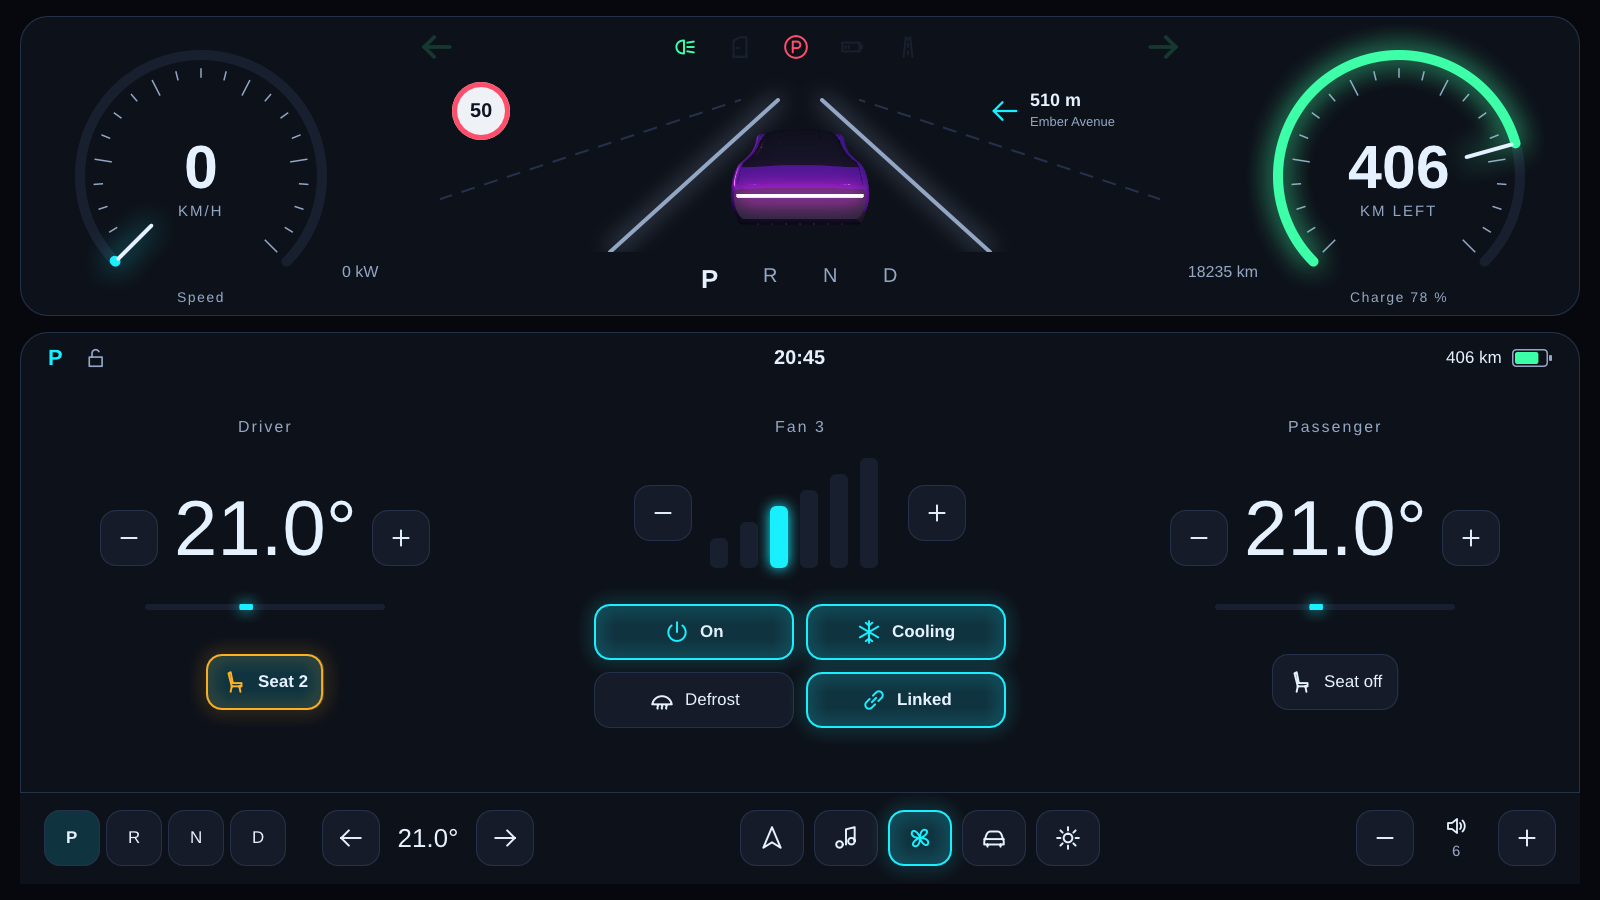 50
510 m
Ember Avenue
0
KM/H
406
KM LEFT
0 kW
P R N D
18235 km
Speed
Charge 78 %
P
20:45
406 km
Driver
Fan 3
Passenger
21.0°
21.0°
On
Cooling
Seat 2
Defrost
Linked
Seat off
P R N D
21.0°
6